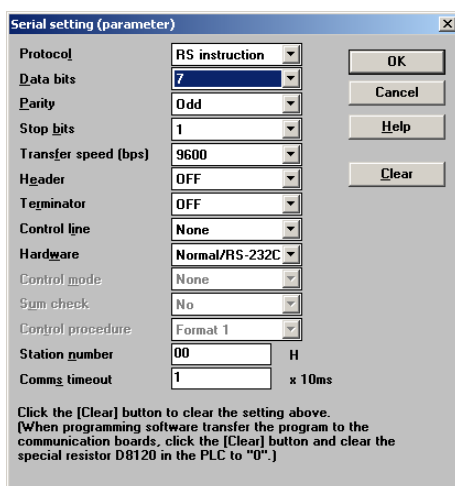 Serial setting (parameter)
Protocol RS instruction OK
Data bits 7
Parity Odd Cancel
Stop bits 1 Help
Transfer speed (bps) 9600
Header OFF Clear
Terminator OFF
Control line None
Hardware Normal/RS-232C
Control mode None
Sum check No
Control procedure Format 1
Station number 00 H
Comms timeout 1 x 10ms
Click the [Clear] button to clear the setting above.
(When programming software transfer the program to the
communication boards, click the [Clear] button and clear the
special resistor D8120 in the PLC to "0".)